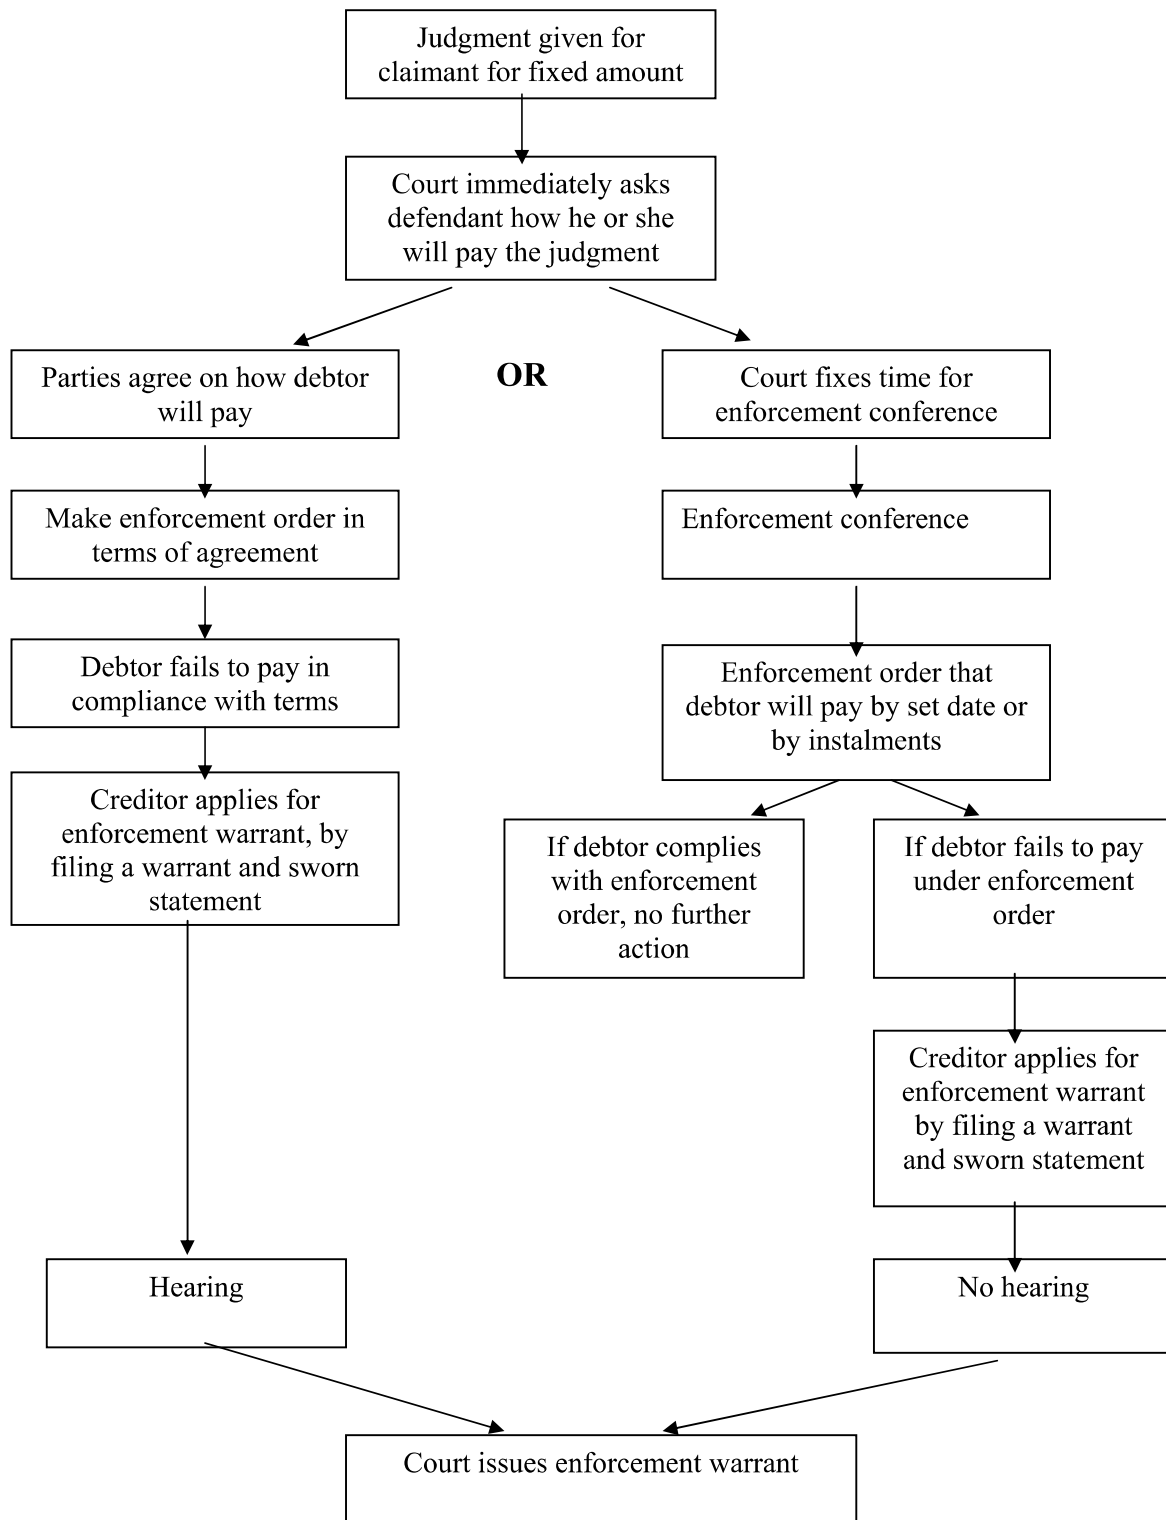 Judgment given for
claimant for fixed amount
Court immediately asks
defendant how he or she
will pay the judgment
Parties agree on how debtor
will pay
OR
Court fixes time for
enforcement conference
Make enforcement order in
terms of agreement
Enforcement conference
Debtor fails to pay in
compliance with terms
Enforcement order that
debtor will pay by set date or
by instalments
Creditor applies for
enforcement warrant, by
filing a warrant and sworn
statement
If debtor complies
with enforcement
order, no further
action
If debtor fails to pay
under enforcement
order
Creditor applies for
enforcement warrant
by filing a warrant
and sworn statement
Hearing
No hearing
Court issues enforcement warrant